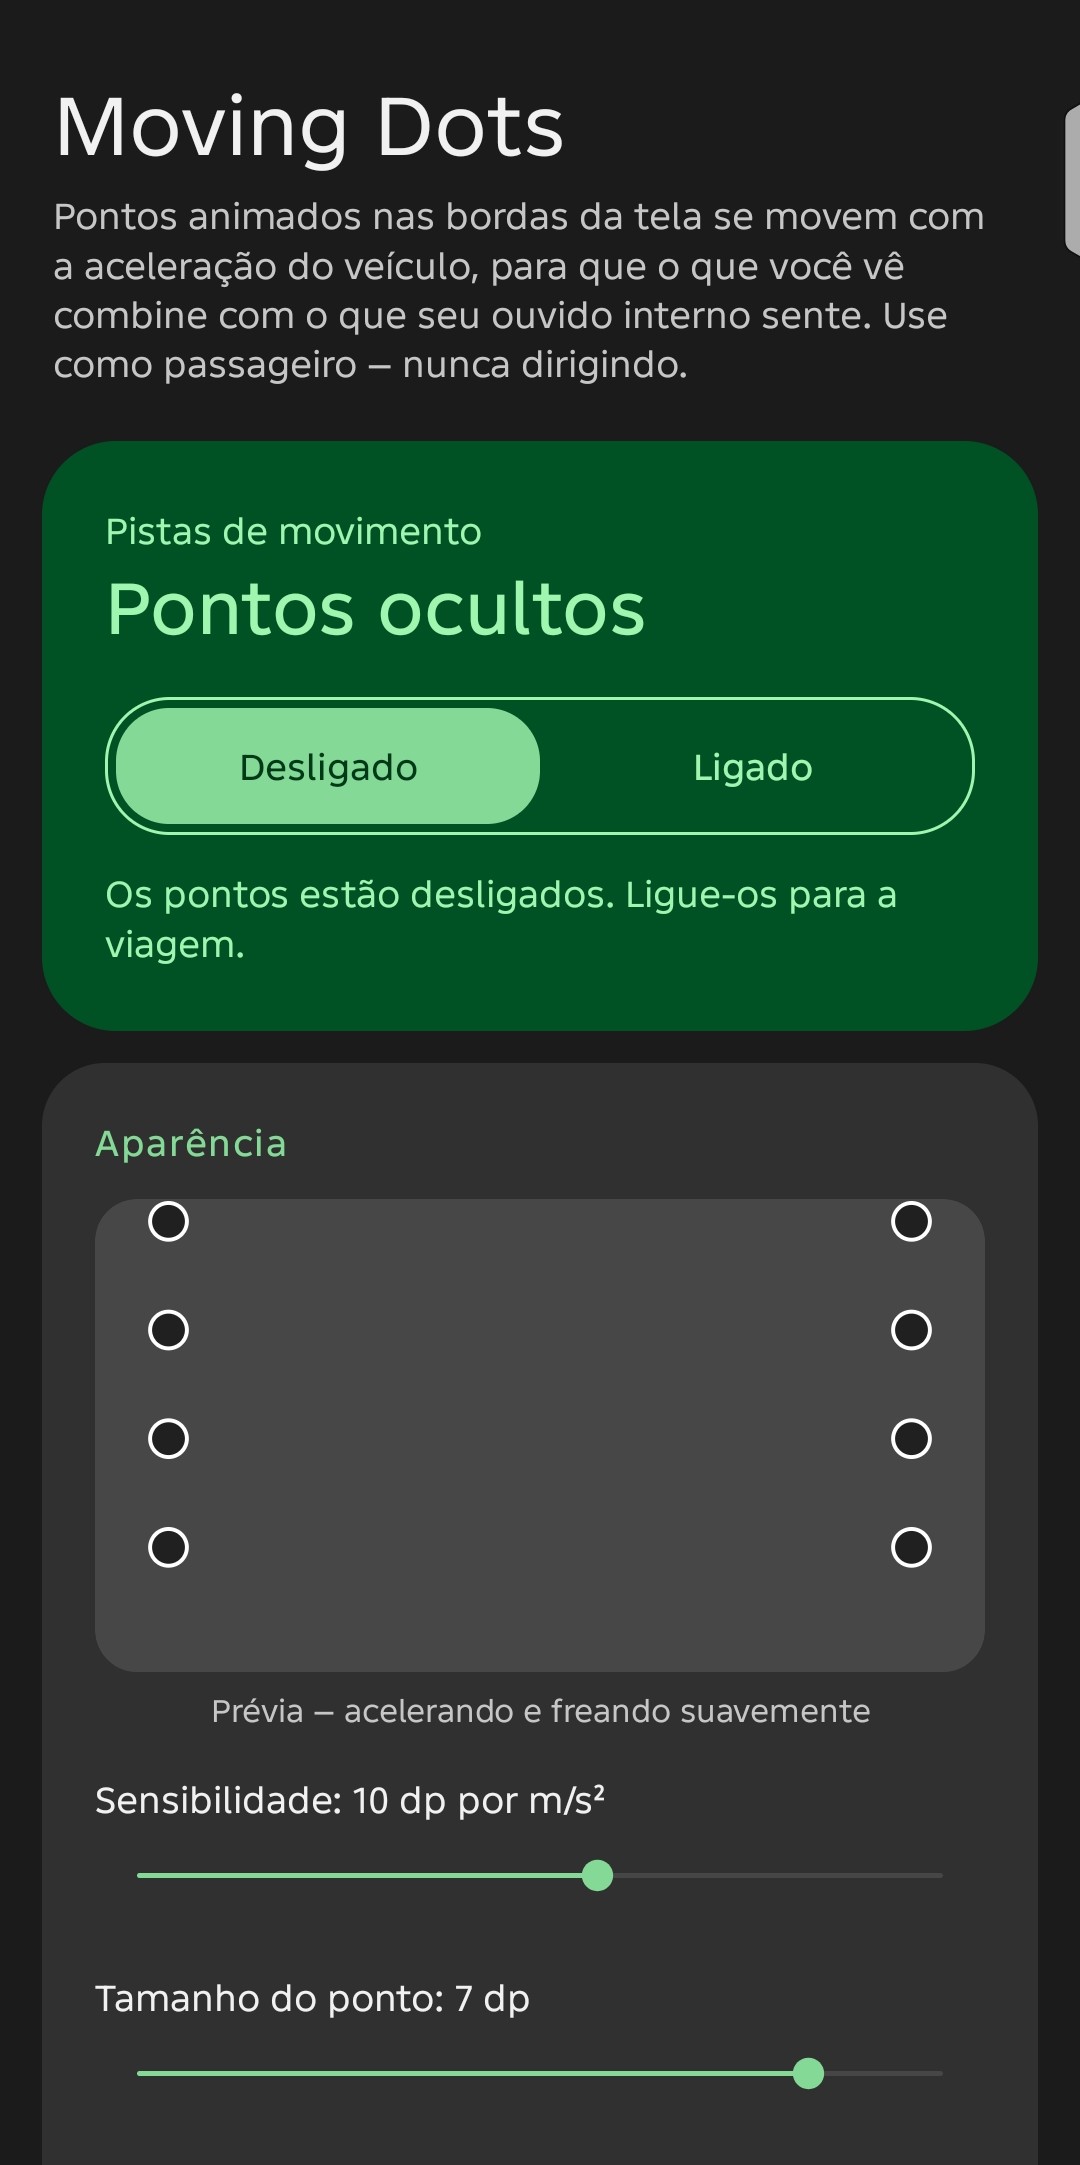 Moving Dots
Pontos animados nas bordas da tela se movem com
a aceleração do veículo, para que o que você vê
combine com o que seu ouvido interno sente. Use
como passageiro – nunca dirigindo.
Pistas de movimento
Pontos ocultos
Desligado
Ligado
Os pontos estão desligados. Ligue-os para a
viagem.
Aparência
Prévia – acelerando e freando suavemente
Sensibilidade: 10 dp por m/s²
Tamanho do ponto: 7 dp